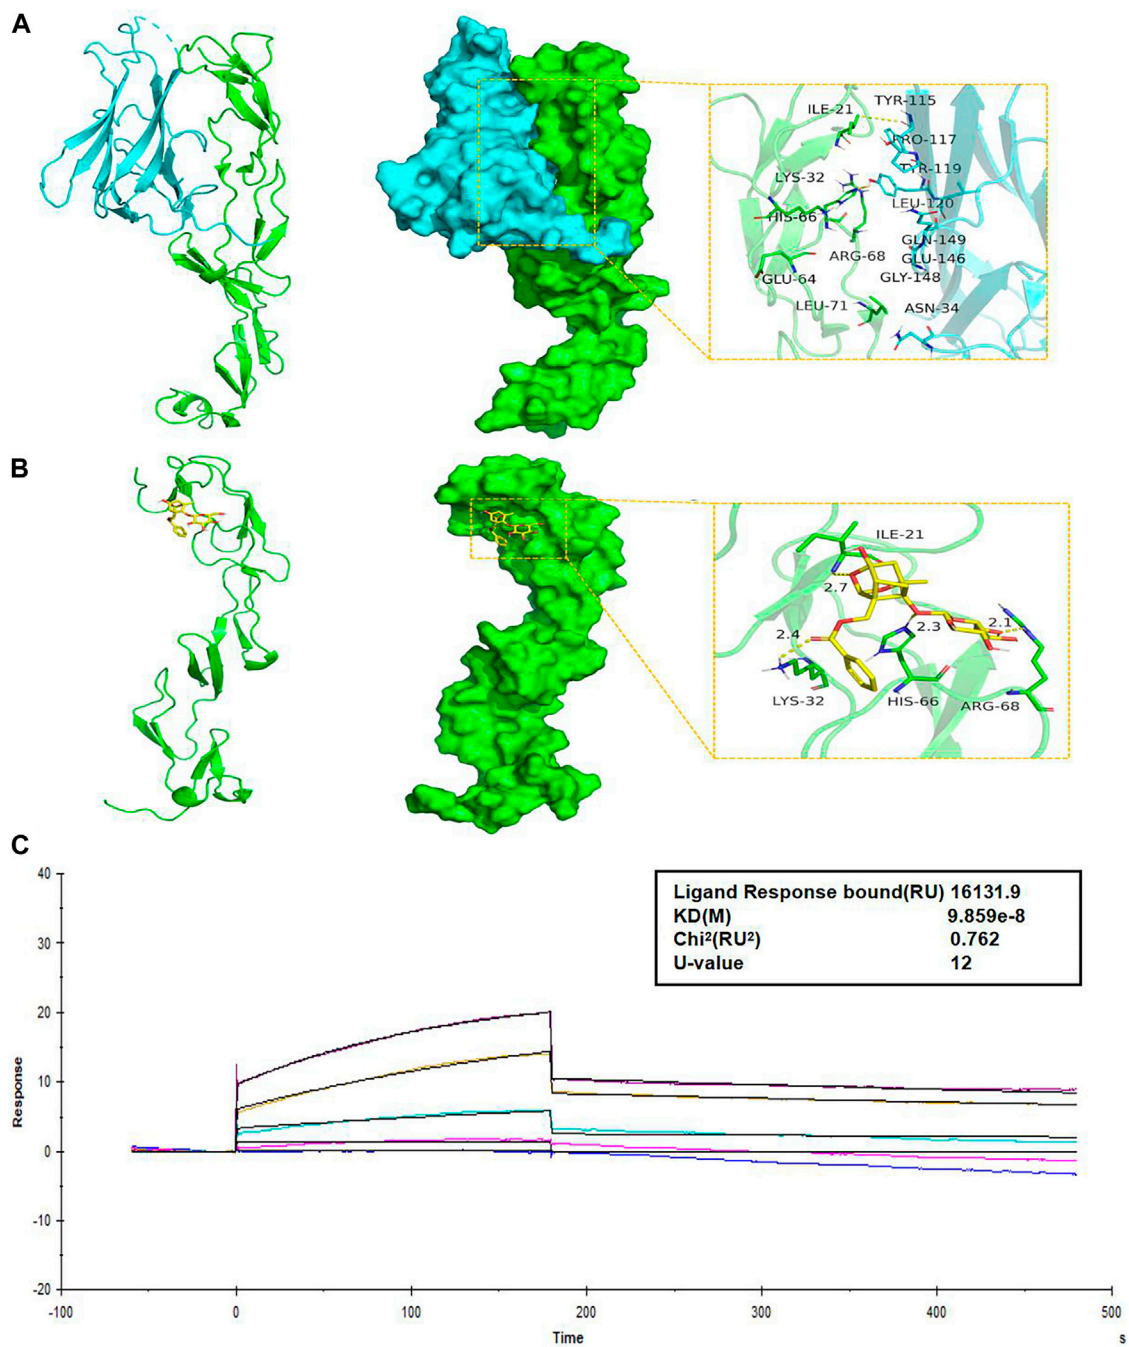 A
ILE-21
TYR-115
PRO-117
LYS-32
TYR-119
LEU-120
HIS-66
GLN-149
ARG-68
GLU-146
GLU-64
GLY-148
LEU-71
ASN-34
B
ILE-21
2.7
2.4
2.3
2.1
LYS-32
HIS-66
ARG-68
C
Ligand Response bound(RU) 16131.9
KD(M) 9.859e-8
Chi²(RU²) 0.762
U-value 12
40
30
20
10
0
-10
-20
Response
-100 0 100 200 300 400 500
Time
s